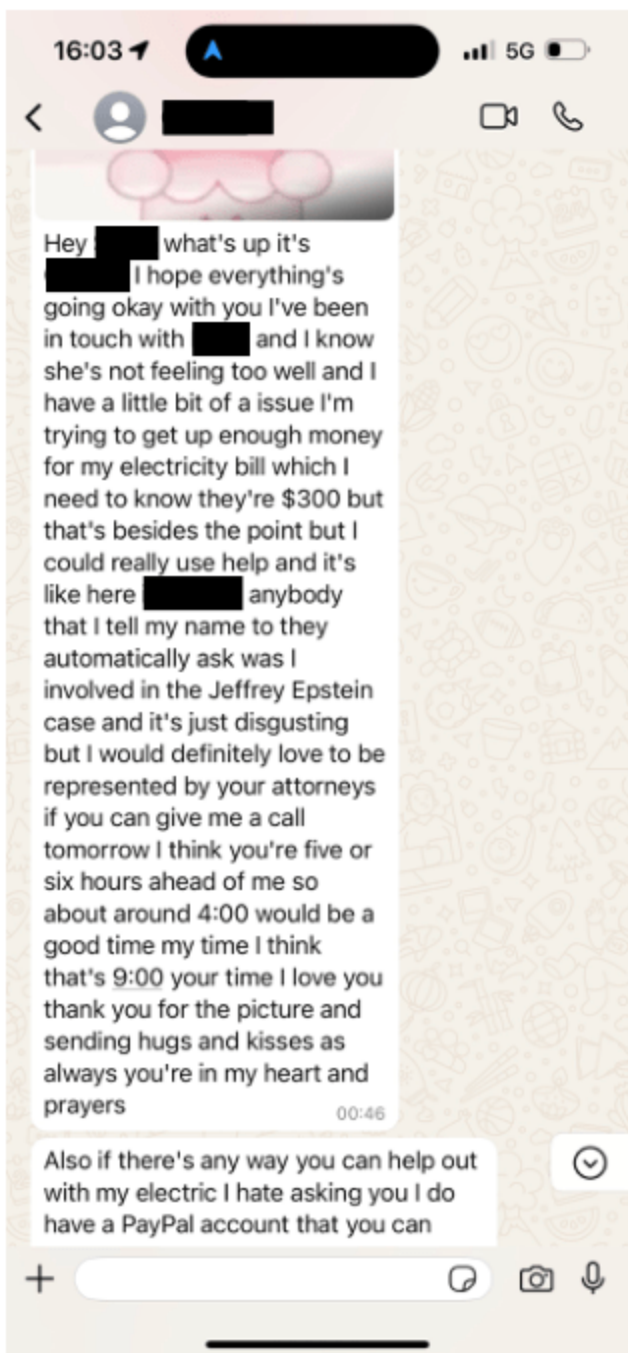 16:03
5G
Hey what's up it's
I hope everything's
going okay with you I've been
in touch with and I know
she's not feeling too well and I
have a little bit of a issue I'm
trying to get up enough money
for my electricity bill which I
need to know they're $300 but
that's besides the point but I
could really use help and it's
like here anybody
that I tell my name to they
automatically ask was I
involved in the Jeffrey Epstein
case and it's just disgusting
but I would definitely love to be
represented by your attorneys
if you can give me a call
tomorrow I think you're five or
six hours ahead of me so
about around 4:00 would be a
good time my time I think
that's 9:00 your time I love you
thank you for the picture and
sending hugs and kisses as
always you're in my heart and
prayers
00:46
Also if there's any way you can help out
with my electric I hate asking you I do
have a PayPal account that you can